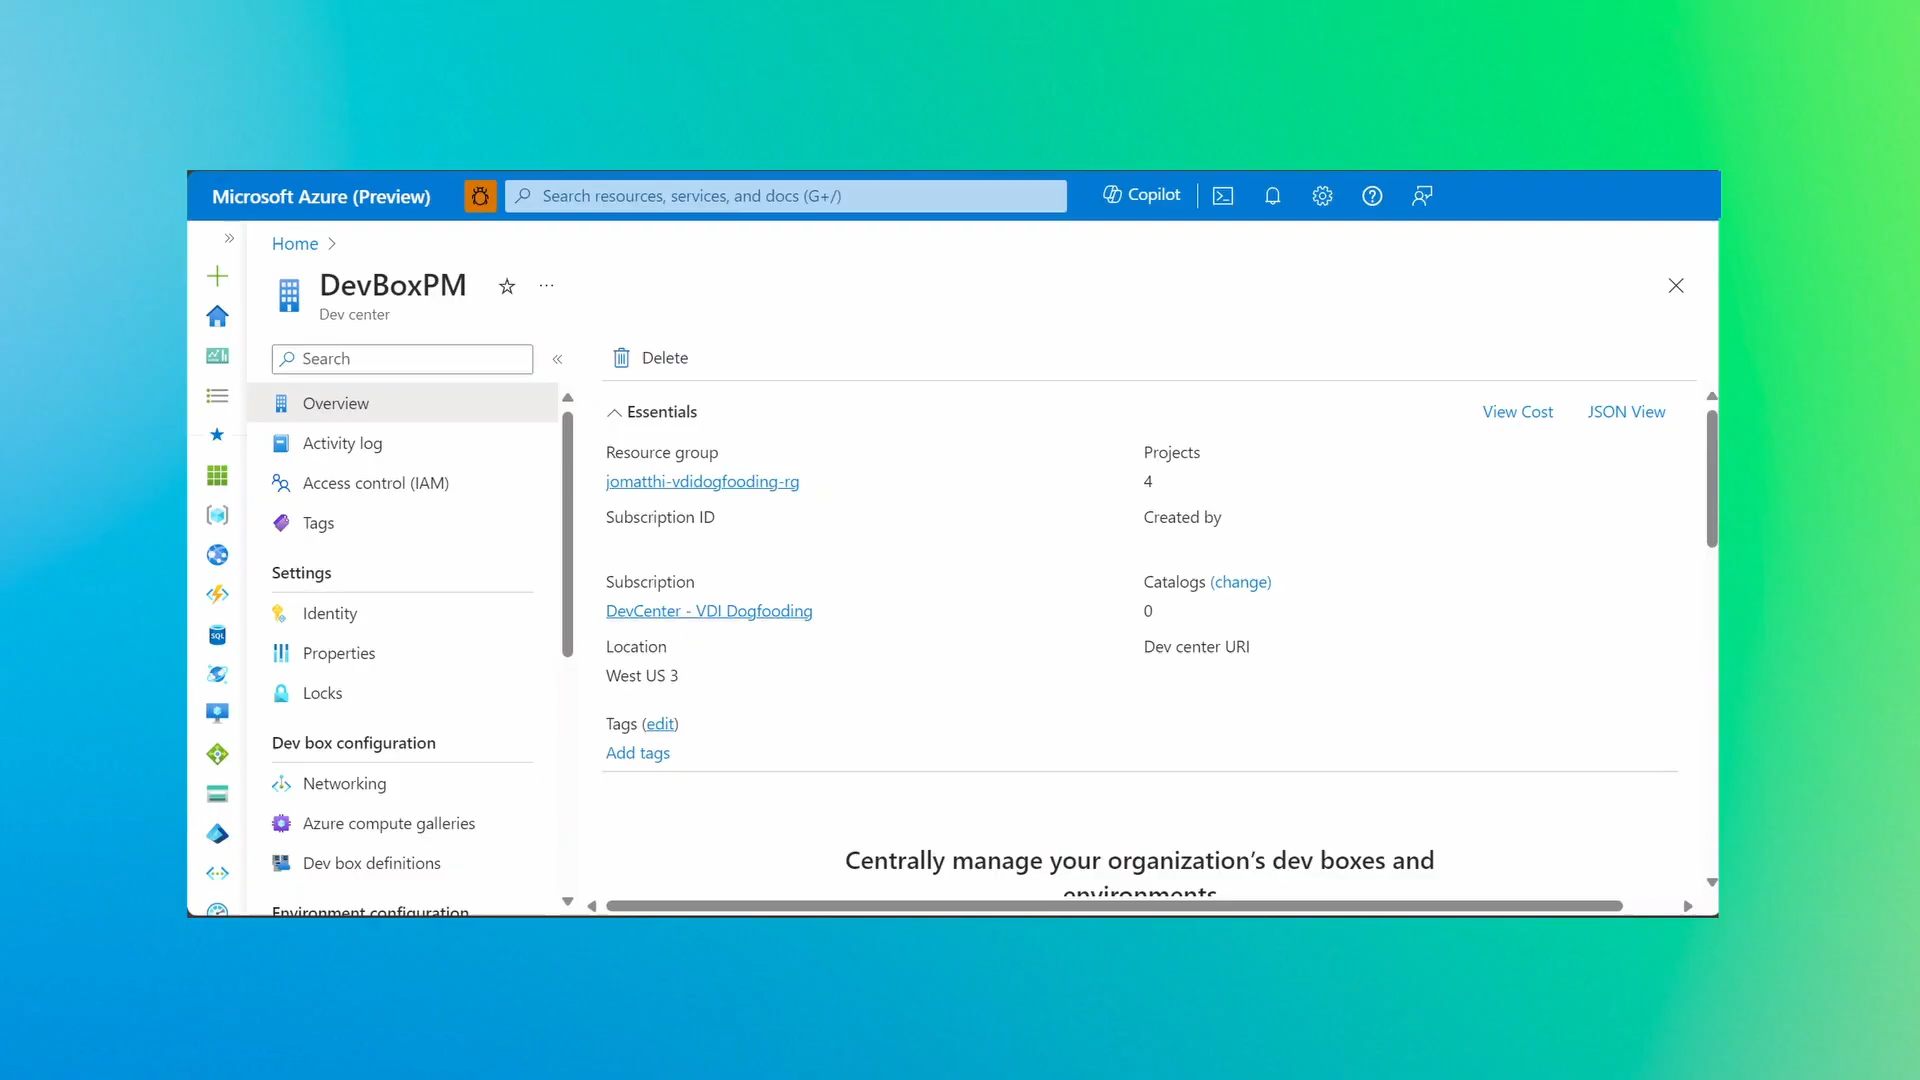 Microsoft Azure (Preview)
Search resources, services, and docs (G+/)
Copilot
Home
DevBoxPM
Dev center
Search
Overview
Activity log
Access control (IAM)
Tags
Settings
Identity
Properties
Locks
Dev box configuration
Networking
Azure compute galleries
Dev box definitions
Environment configuration
Delete
Essentials
View Cost
JSON View
Resource group
jomatthi-vdidogfooding-rg
Subscription ID
Subscription
DevCenter - VDI Dogfooding
Location
West US 3
Tags (edit)
Add tags
Projects
4
Created by
Catalogs (change)
0
Dev center URI
Centrally manage your organization’s dev boxes and
environments